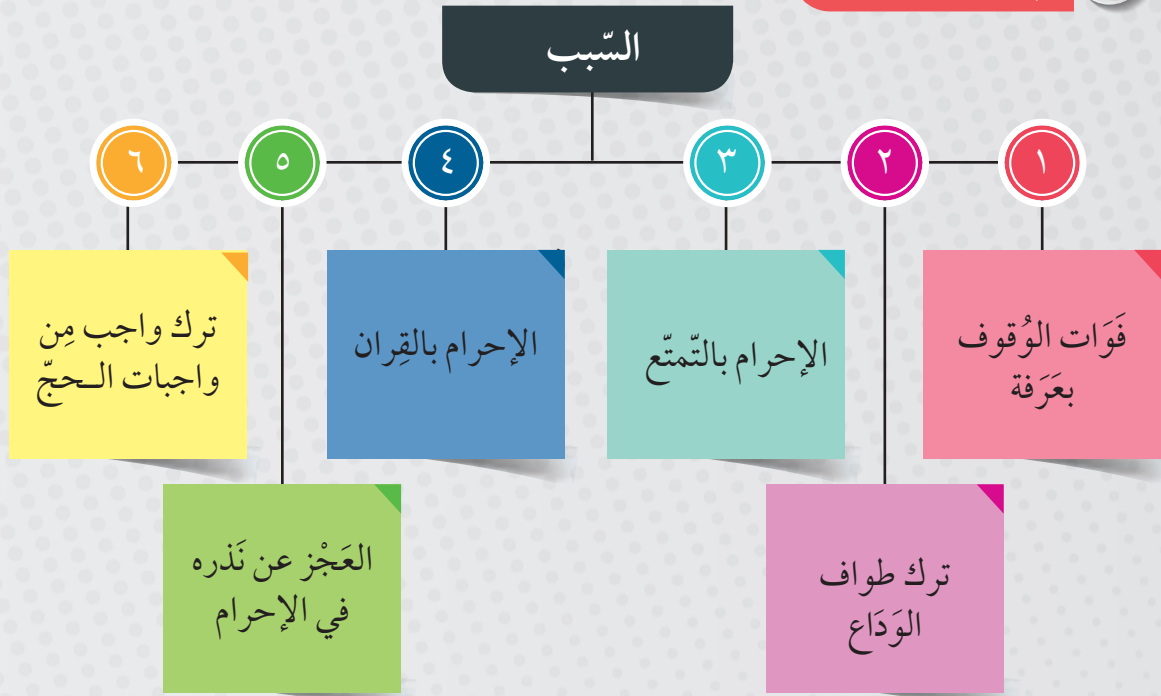 السّبب
١
٢
٣
٤
٥
٦
فَوَات الوُقوف
بعَرَفة
ترك طواف
الوَدَاع
الإحرام بالتّمتّع
الإحرام بالقِران
العَجْز عن نَذره
في الإحرام
ترك واجب مِن
واجبات الـحجّ